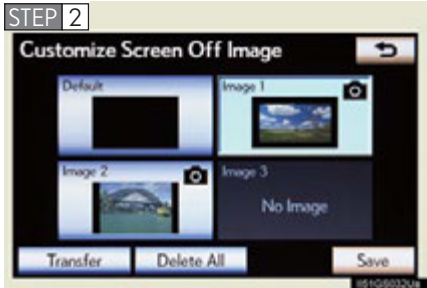 STEP 2
Customize Screen Off Image
Default
Image 1
Image 2
Image 3
No Image
Transfer
Delete All
Save